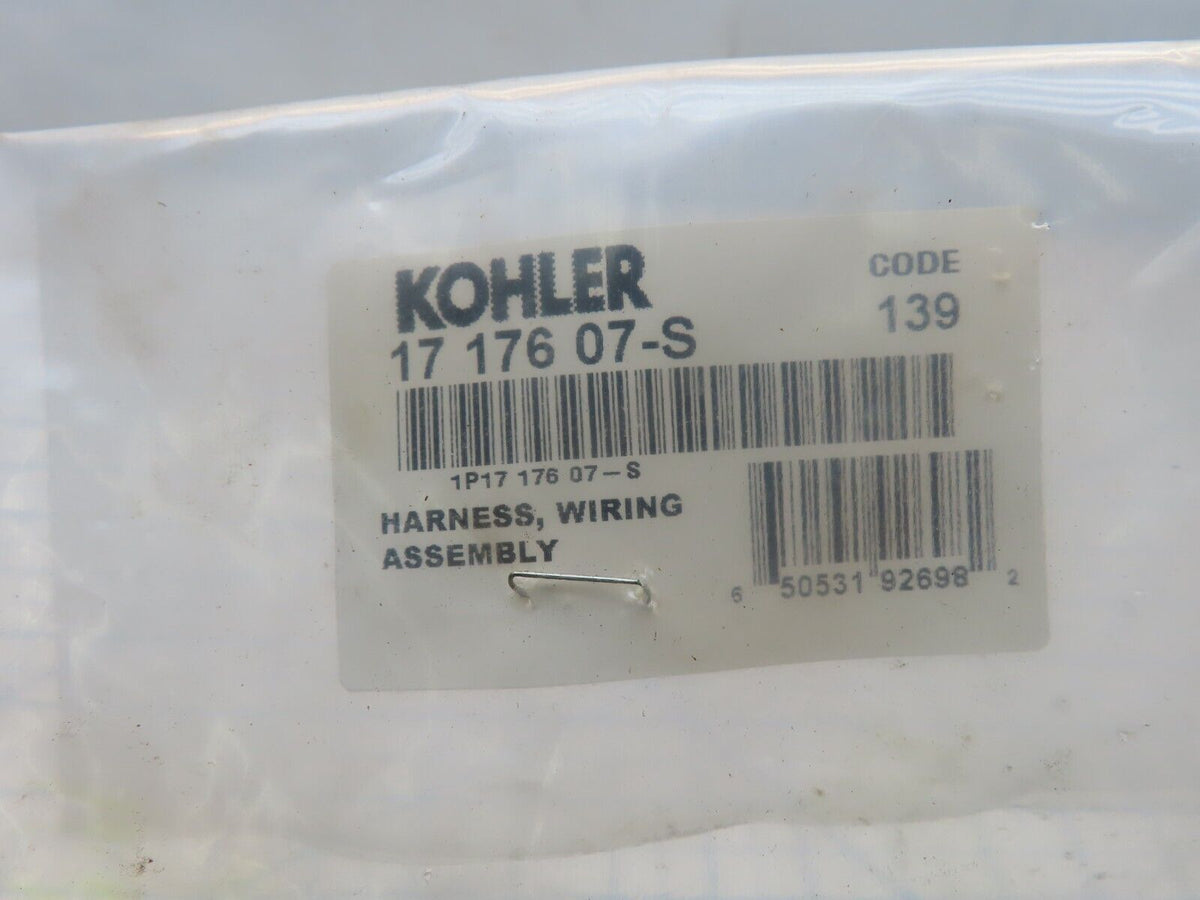 KOHLER
CODE
17 176 07-S
139
1P17 176 07-S
HARNESS, WIRING
ASSEMBLY
6 50531 92698 2